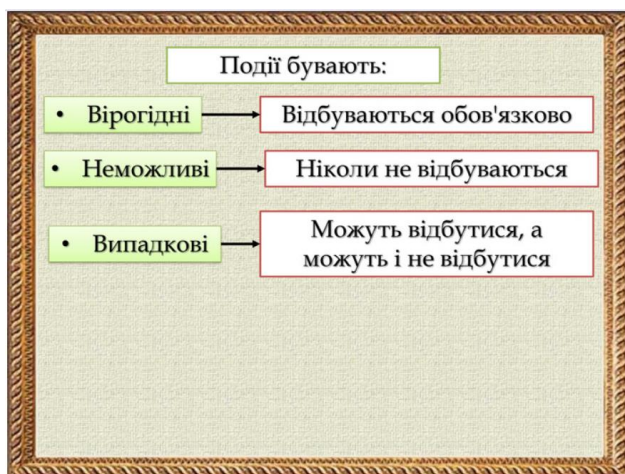 Події бувають:
• Вірогідні
Відбуваються обов'язково
• Неможливі
Ніколи не відбуваються
• Випадкові
Можуть відбутися, а
можуть і не відбутися